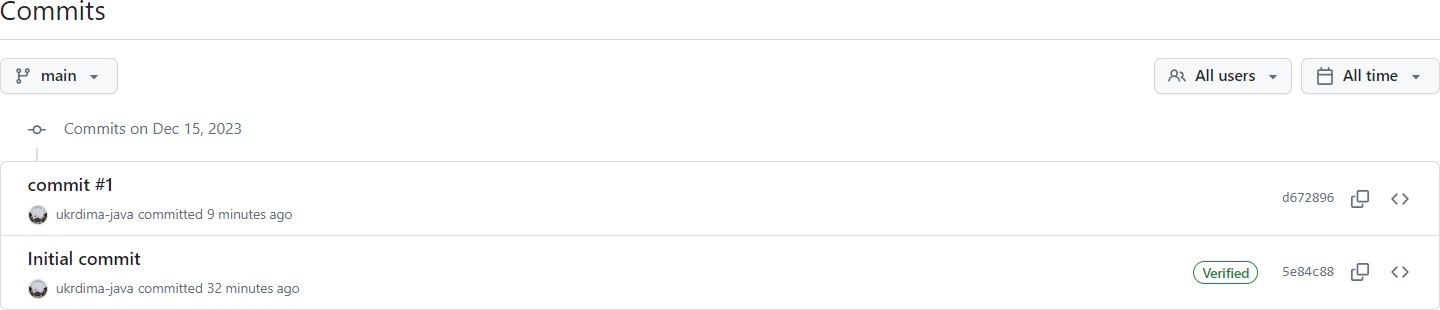 Commits
main
All users
All time
Commits on Dec 15, 2023
commit #1
ukrdima-java committed 9 minutes ago
d672896
Initial commit
ukrdima-java committed 32 minutes ago
Verified
5e84c88